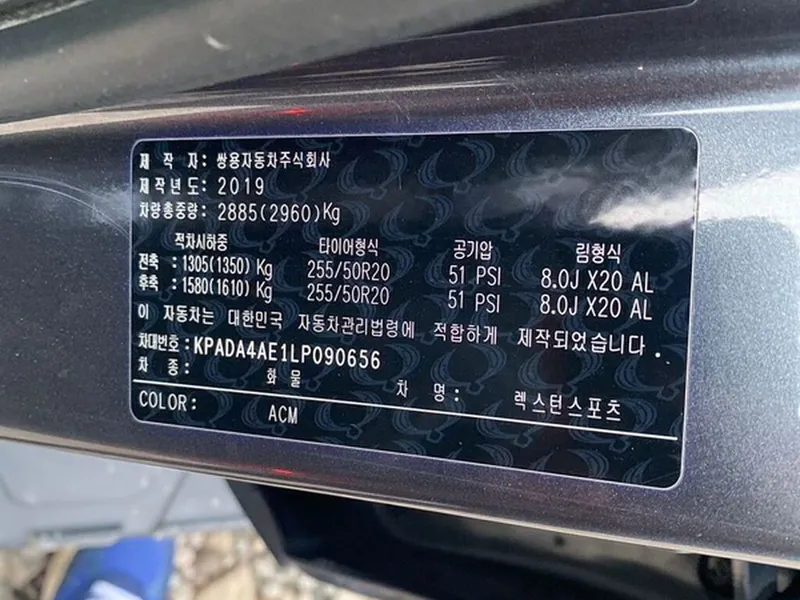 제 작 자 : 쌍용자동차주식회사
제작년도: 2019
차량총중량: 2885(2960)Kg
적차시하중 타이어형식 공기압 림형식
전축 : 1305(1350) Kg 255/50R20 51 PSI 8.0J X20 AL
후축 : 1580(1610) Kg 255/50R20 51 PSI 8.0J X20 AL
이 자동차는 대한민국 자동차관리법령에 적합하게 제작되었습니다 .
차대번호 : KPADA4AE1LP090656
차 종 : 화 물 차 명 : 렉스턴스포츠
COLOR: ACM